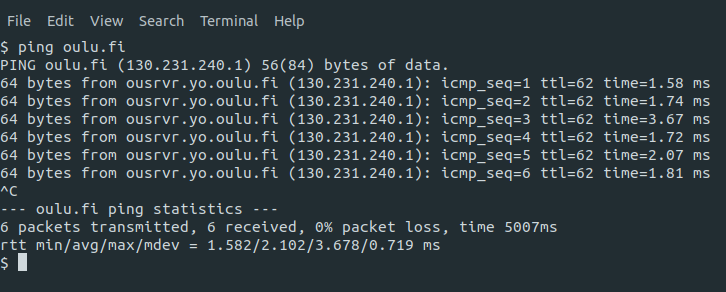 File Edit View Search Terminal Help
$ ping oulu.fi
PING oulu.fi (130.231.240.1) 56(84) bytes of data.
64 bytes from ousrvr.yo.oulu.fi (130.231.240.1): icmp_seq=1 ttl=62 time=1.58 ms
64 bytes from ousrvr.yo.oulu.fi (130.231.240.1): icmp_seq=2 ttl=62 time=1.74 ms
64 bytes from ousrvr.yo.oulu.fi (130.231.240.1): icmp_seq=3 ttl=62 time=3.67 ms
64 bytes from ousrvr.yo.oulu.fi (130.231.240.1): icmp_seq=4 ttl=62 time=1.72 ms
64 bytes from ousrvr.yo.oulu.fi (130.231.240.1): icmp_seq=5 ttl=62 time=2.07 ms
64 bytes from ousrvr.yo.oulu.fi (130.231.240.1): icmp_seq=6 ttl=62 time=1.81 ms
^C
--- oulu.fi ping statistics ---
6 packets transmitted, 6 received, 0% packet loss, time 5007ms
rtt min/avg/max/mdev = 1.582/2.102/3.678/0.719 ms
$